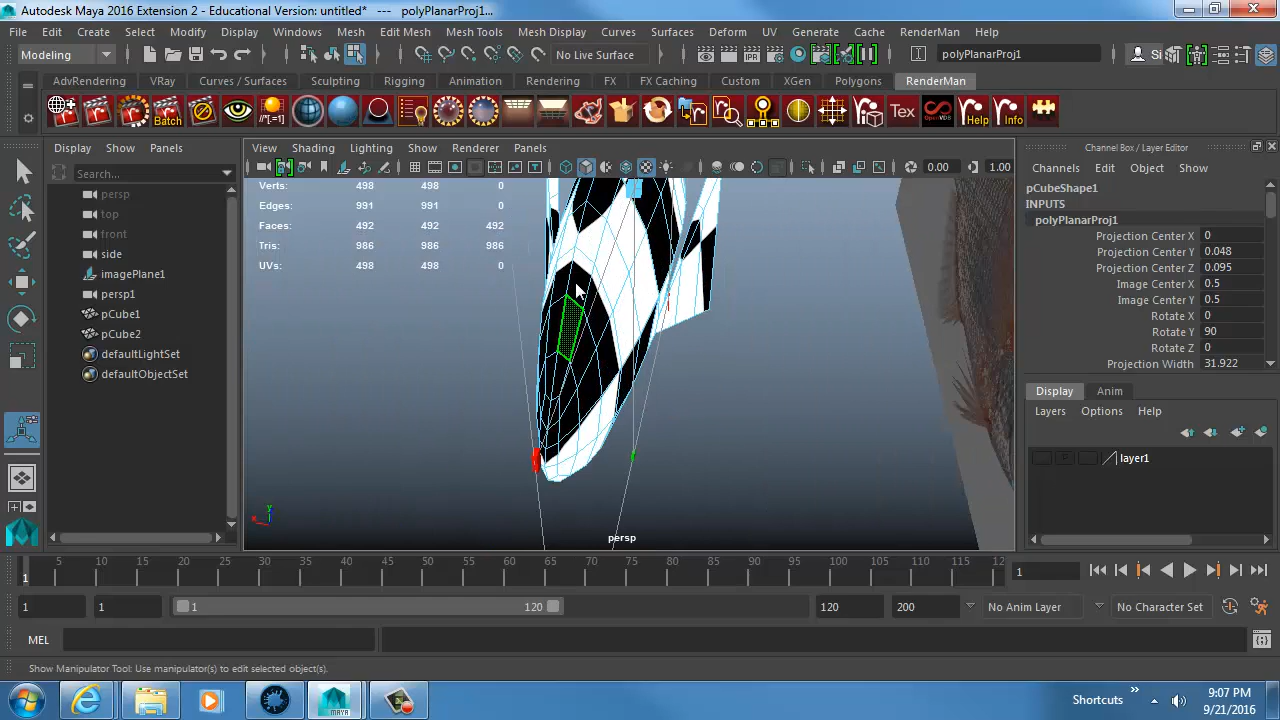 Autodesk Maya 2016 Extension 2 - Educational Version: untitled*   ---   polyPlanarProj1...
File Edit Create Select Modify Display Windows Mesh Edit Mesh Mesh Tools Mesh Display Curves Surfaces Deform UV Generate Cache RenderMan Help
Modeling No Live Surface polyPlanarProj1 Si
AdvRendering VRay Curves / Surfaces Sculpting Rigging Animation Rendering FX FX Caching Custom XGen Polygons RenderMan
//*[..=!] Batch Tex OpenVDB Help Info
Display Show Panels
Search...
persp
top
front
side
imagePlane1
persp1
pCube1
pCube2
defaultLightSet
defaultObjectSet
View Shading Lighting Show Renderer Panels
0.00 1.00
Verts: 498 498 0
Edges: 991 991 0
Faces: 492 492 492
Tris: 986 986 986
UVs: 498 498 0
y
persp
Channel Box / Layer Editor
Channels Edit Object Show
pCubeShape1
INPUTS
polyPlanarProj1
Projection Center X 0
Projection Center Y 0.048
Projection Center Z 0.095
Image Center X 0.5
Image Center Y 0.5
Rotate X 0
Rotate Y 90
Rotate Z 0
Projection Width 31.922
Display Anim
Layers Options Help
layer1
5 10 15 20 25 30 35 40 45 50 55 60 65 70 75 80 85 90 95 100 105 110 115 12
1 1
1 1 1 120 120 200 No Anim Layer No Character Set
MEL
Show Manipulator Tool: Use manipulator(s) to edit selected object(s).
MAYA
Shortcuts
9:07 PM
9/21/2016